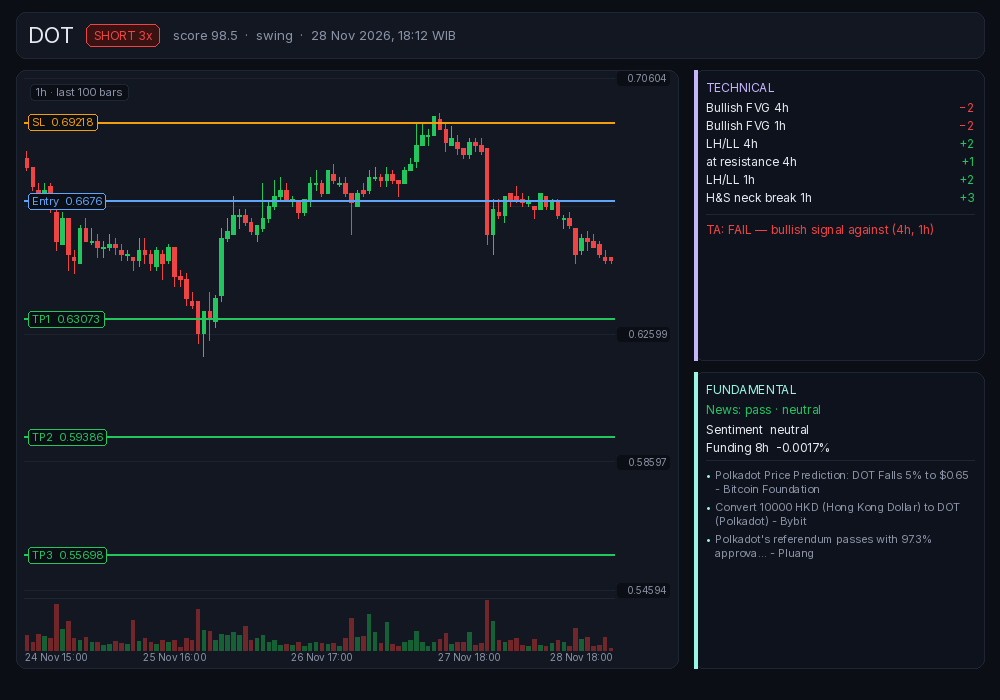 DOT SHORT 3x score 98.5 · swing · 28 Nov 2026, 18:12 WIB
1h · last 100 bars
0.70604
SL 0.69218
Entry 0.6676
TP1 0.63073
0.62599
TP2 0.59386
0.58597
TP3 0.55698
0.54594
24 Nov 15:00 25 Nov 16:00 26 Nov 17:00 27 Nov 18:00 28 Nov 18:00
TECHNICAL
Bullish FVG 4h −2
Bullish FVG 1h −2
LH/LL 4h +2
at resistance 4h +1
LH/LL 1h +2
H&S neck break 1h +3
TA: FAIL — bullish signal against (4h, 1h)
FUNDAMENTAL
News: pass · neutral
Sentiment neutral
Funding 8h -0.0017%
• Polkadot Price Prediction: DOT Falls 5% to $0.65
- Bitcoin Foundation
• Convert 10000 HKD (Hong Kong Dollar) to DOT
(Polkadot) - Bybit
• Polkadot's referendum passes with 97.3%
approva... - Pluang